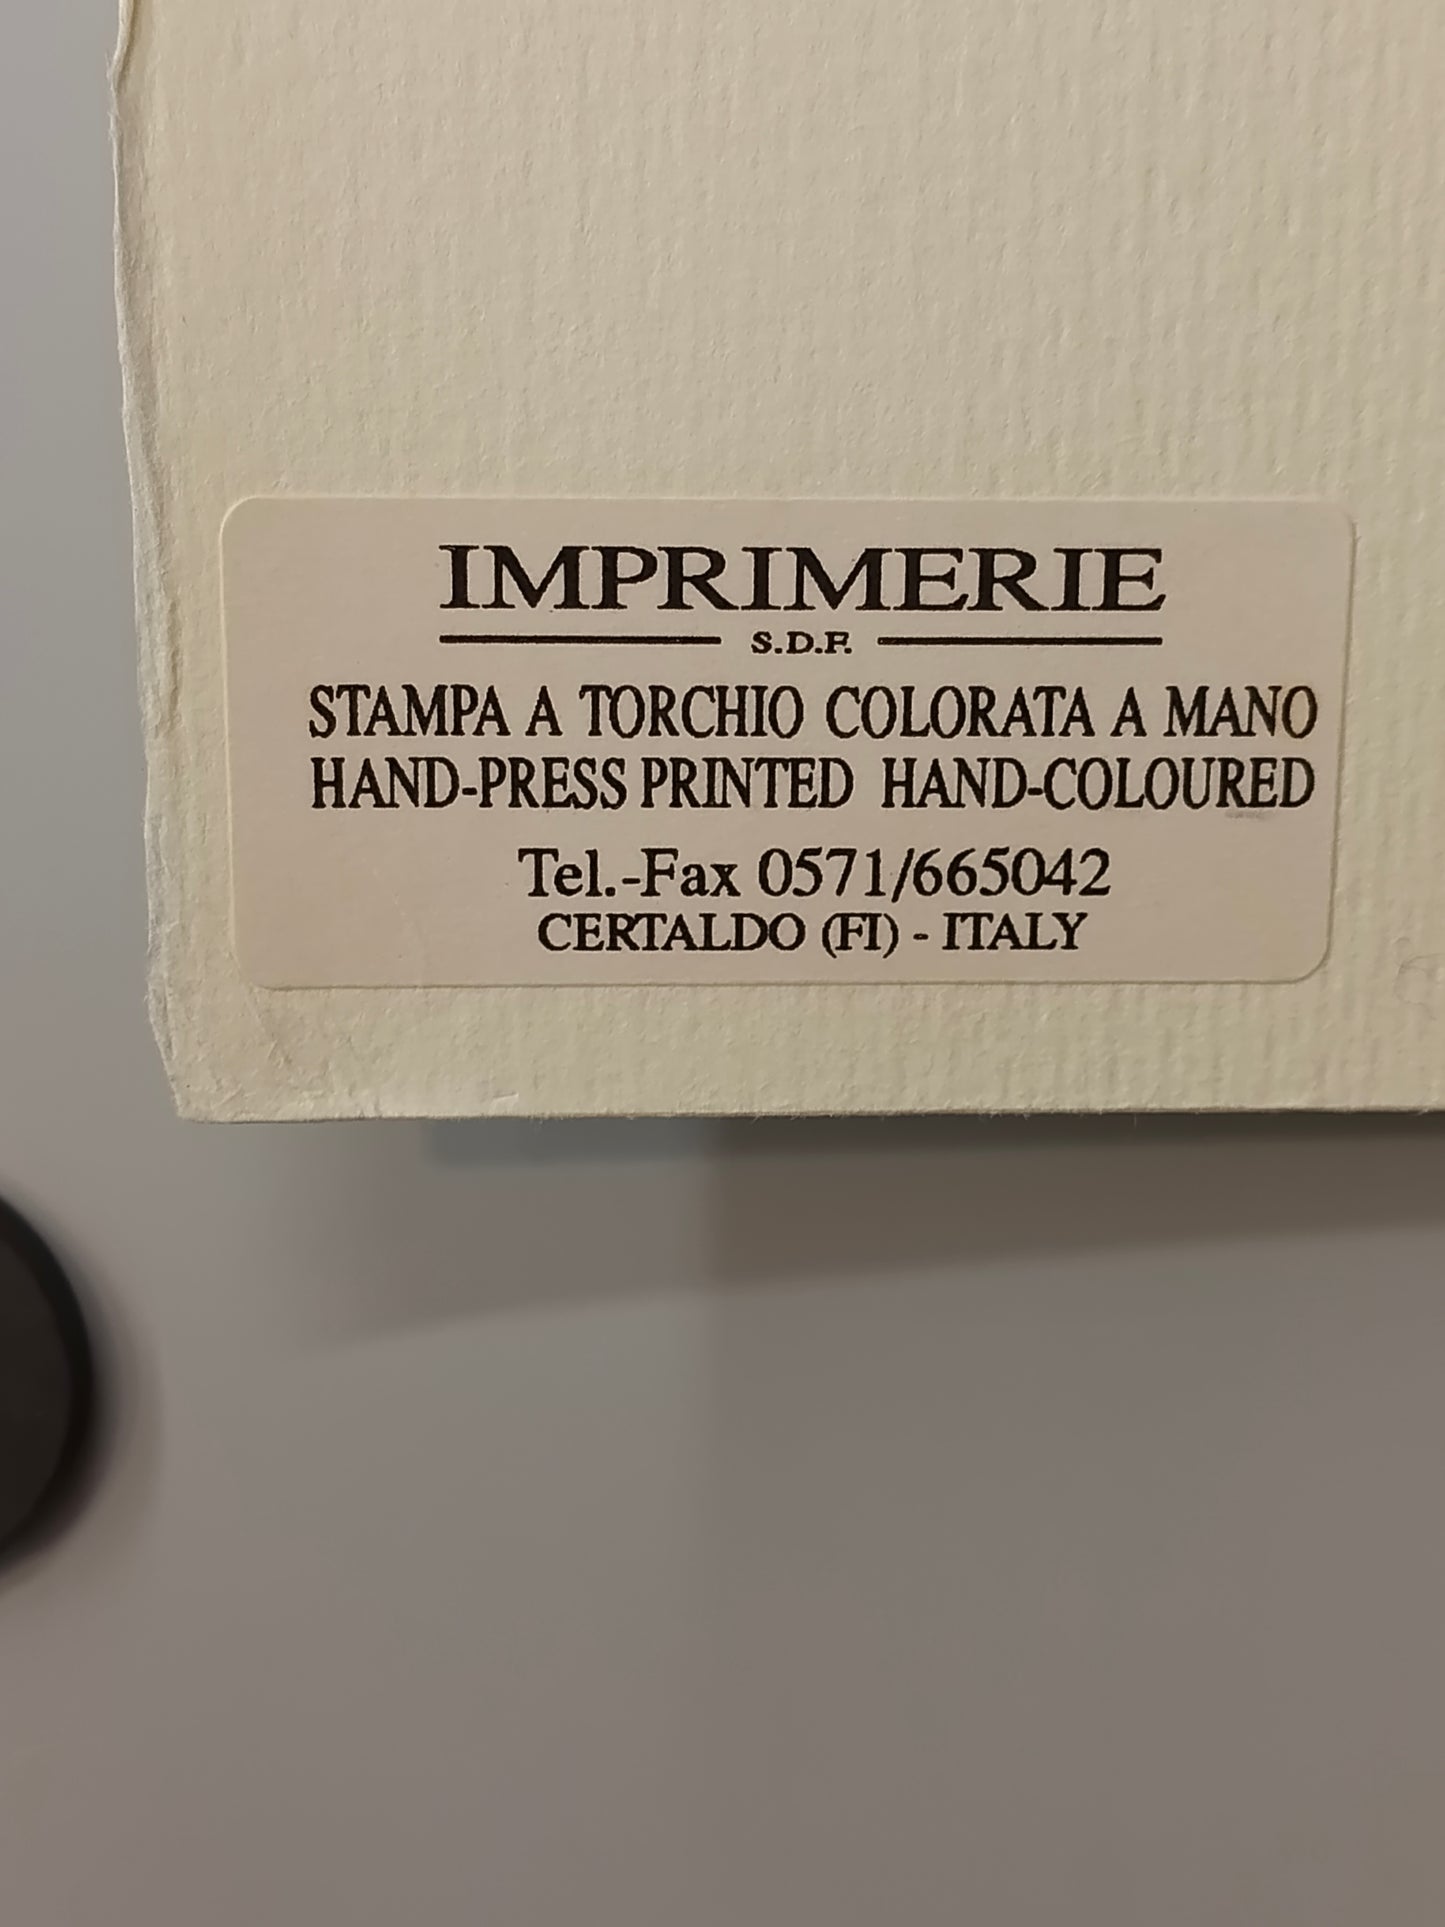 IMPRIMERIE
S.D.F.
STAMPA A TORCHIO COLORATA A MANO
HAND-PRESS PRINTED HAND-COLOURED
Tel.-Fax 0571/665042
CERTALDO (FI) - ITALY